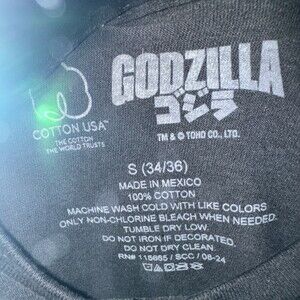 GODZILLA
ゴジラ
TM & © TOHO CO., LTD.
COTTON USA™
THE COTTON
THE WORLD TRUSTS
S (34/36)
MADE IN MEXICO
100% COTTON
MACHINE WASH COLD WITH LIKE COLORS
ONLY NON-CHLORINE BLEACH WHEN NEEDED.
TUMBLE DRY LOW.
DO NOT IRON IF DECORATED.
DO NOT DRY CLEAN.
RN# 118665 / SCC / 08-24